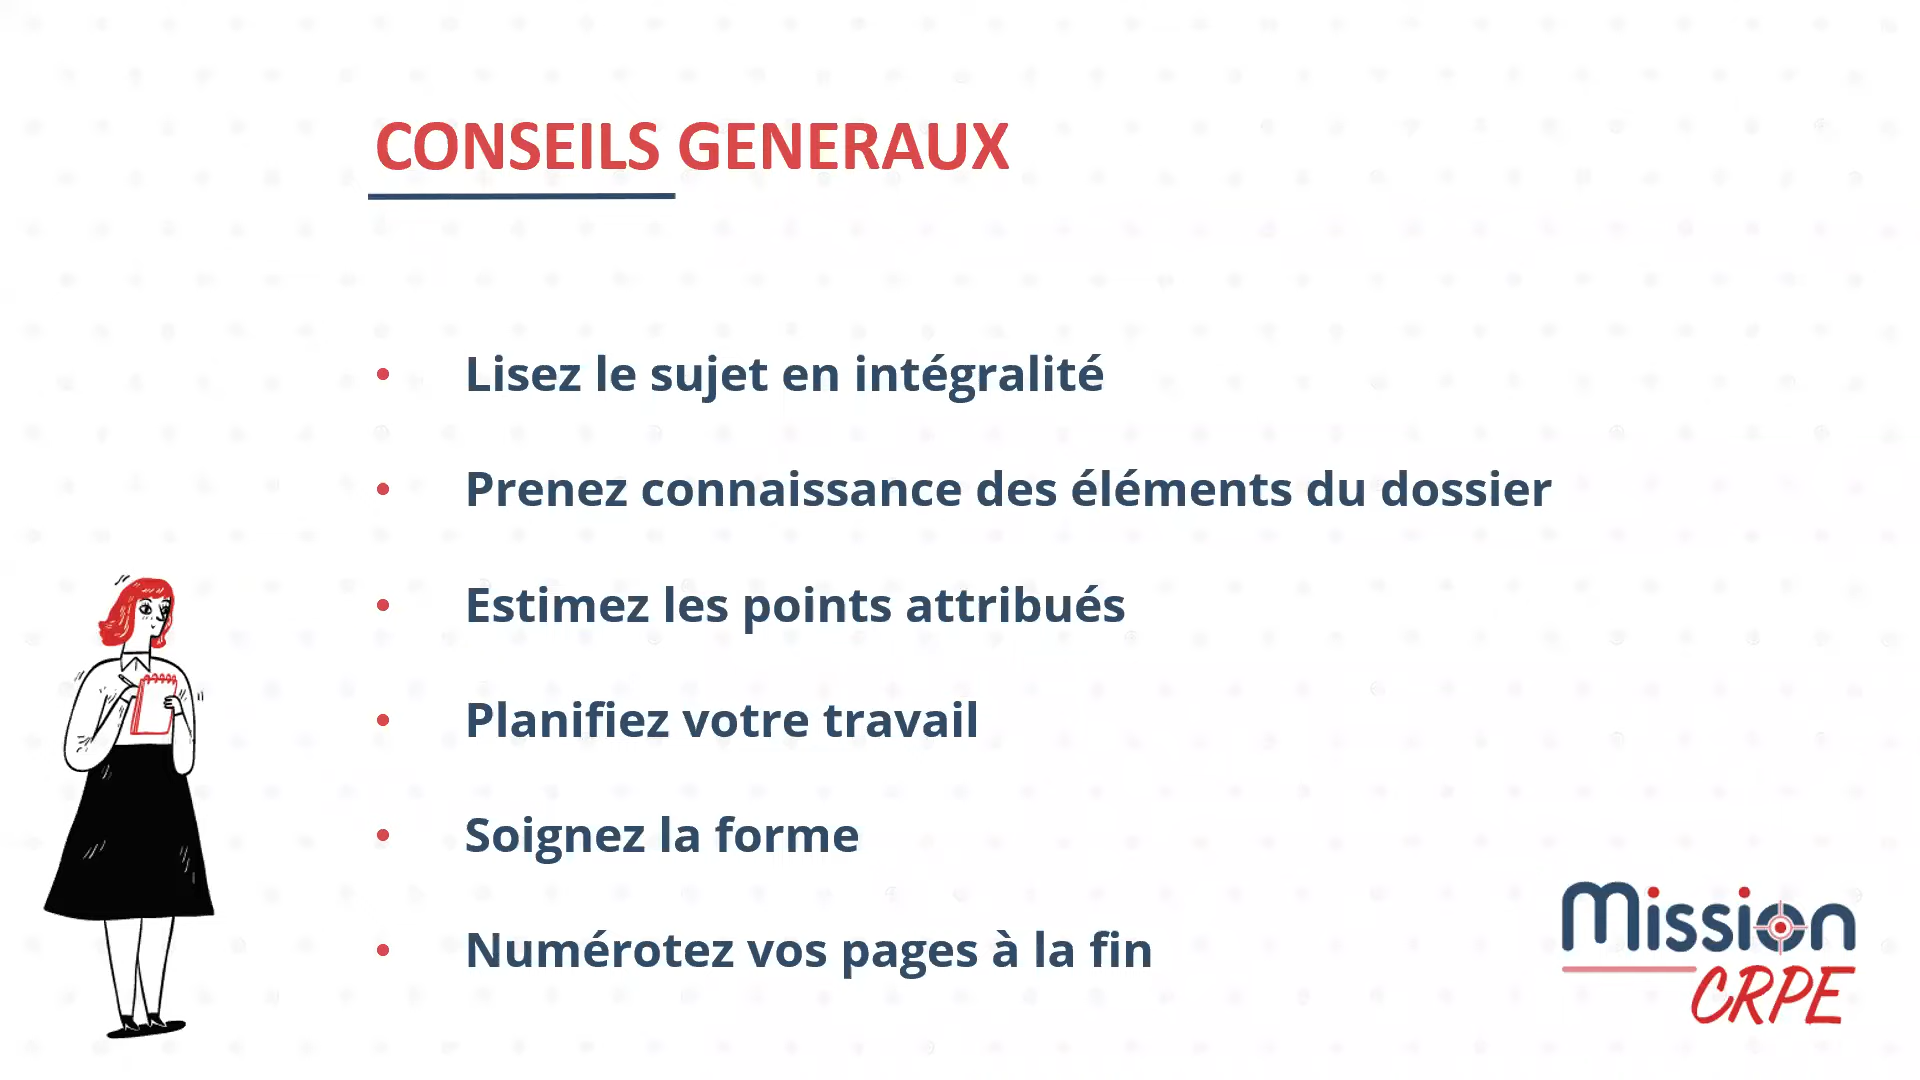 CONSEILS GENERAUX
• Lisez le sujet en intégralité
• Prenez connaissance des éléments du dossier
• Estimez les points attribués
• Planifiez votre travail
• Soignez la forme
• Numérotez vos pages à la fin
Mission
CRPE